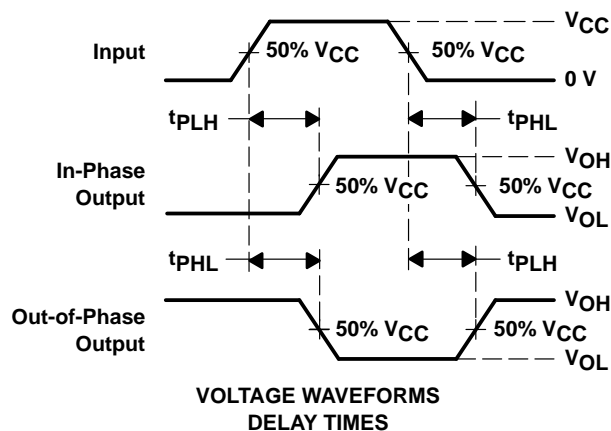 VCC
Input
50% VCC
50% VCC
0 V
tPLH
tPHL
VOH
In-Phase
Output
50% VCC
50% VCC
VOL
tPHL
tPLH
VOH
Out-of-Phase
Output
50% VCC
50% VCC
VOL
VOLTAGE WAVEFORMS
DELAY TIMES